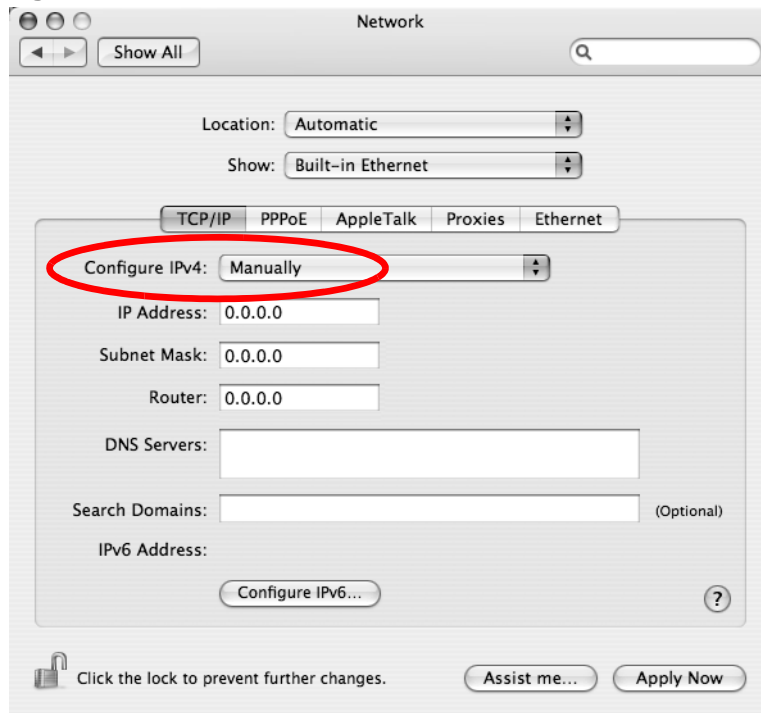 Network
Show All
Location: Automatic
Show: Built-in Ethernet
TCP/IP PPPoE AppleTalk Proxies Ethernet
Configure IPv4: Manually
IP Address: 0.0.0.0
Subnet Mask: 0.0.0.0
Router: 0.0.0.0
DNS Servers:
Search Domains: (Optional)
IPv6 Address:
Configure IPv6... ?
Click the lock to prevent further changes. Assist me... Apply Now